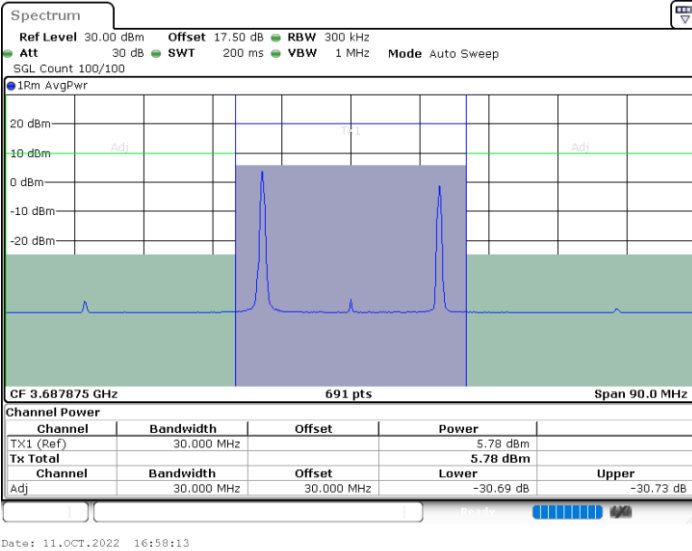 Spectrum
Ref Level 30.00 dBm Offset 17.50 dB RBW 300 kHz
Att 30 dB SWT 200 ms VBW 1 MHz Mode Auto Sweep
SGL Count 100/100
1Rm AvgPwr
20 dBm
TX1
Adj Adj
10 dBm
0 dBm
-10 dBm
-20 dBm
CF 3.687875 GHz 691 pts Span 90.0 MHz
Channel Power
Channel Bandwidth Offset Power
TX1 (Ref) 30.000 MHz 5.78 dBm
Tx Total 5.78 dBm
Channel Bandwidth Offset Lower Upper
Adj 30.000 MHz 30.000 MHz -30.69 dB -30.73 dB
Ready
Date: 11.OCT.2022 16:58:13